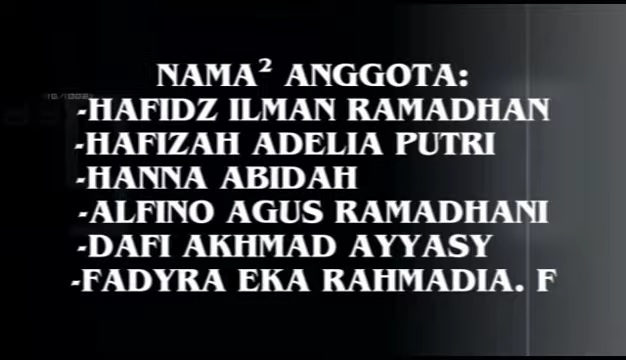 NAMA² ANGGOTA:
-HAFIDZ ILMAN RAMADHAN
-HAFIZAH ADELIA PUTRI
-HANNA ABIDAH
-ALFINO AGUS RAMADHANI
-DAFI AKHMAD AYYASY
-FADYRA EKA RAHMADIA. F